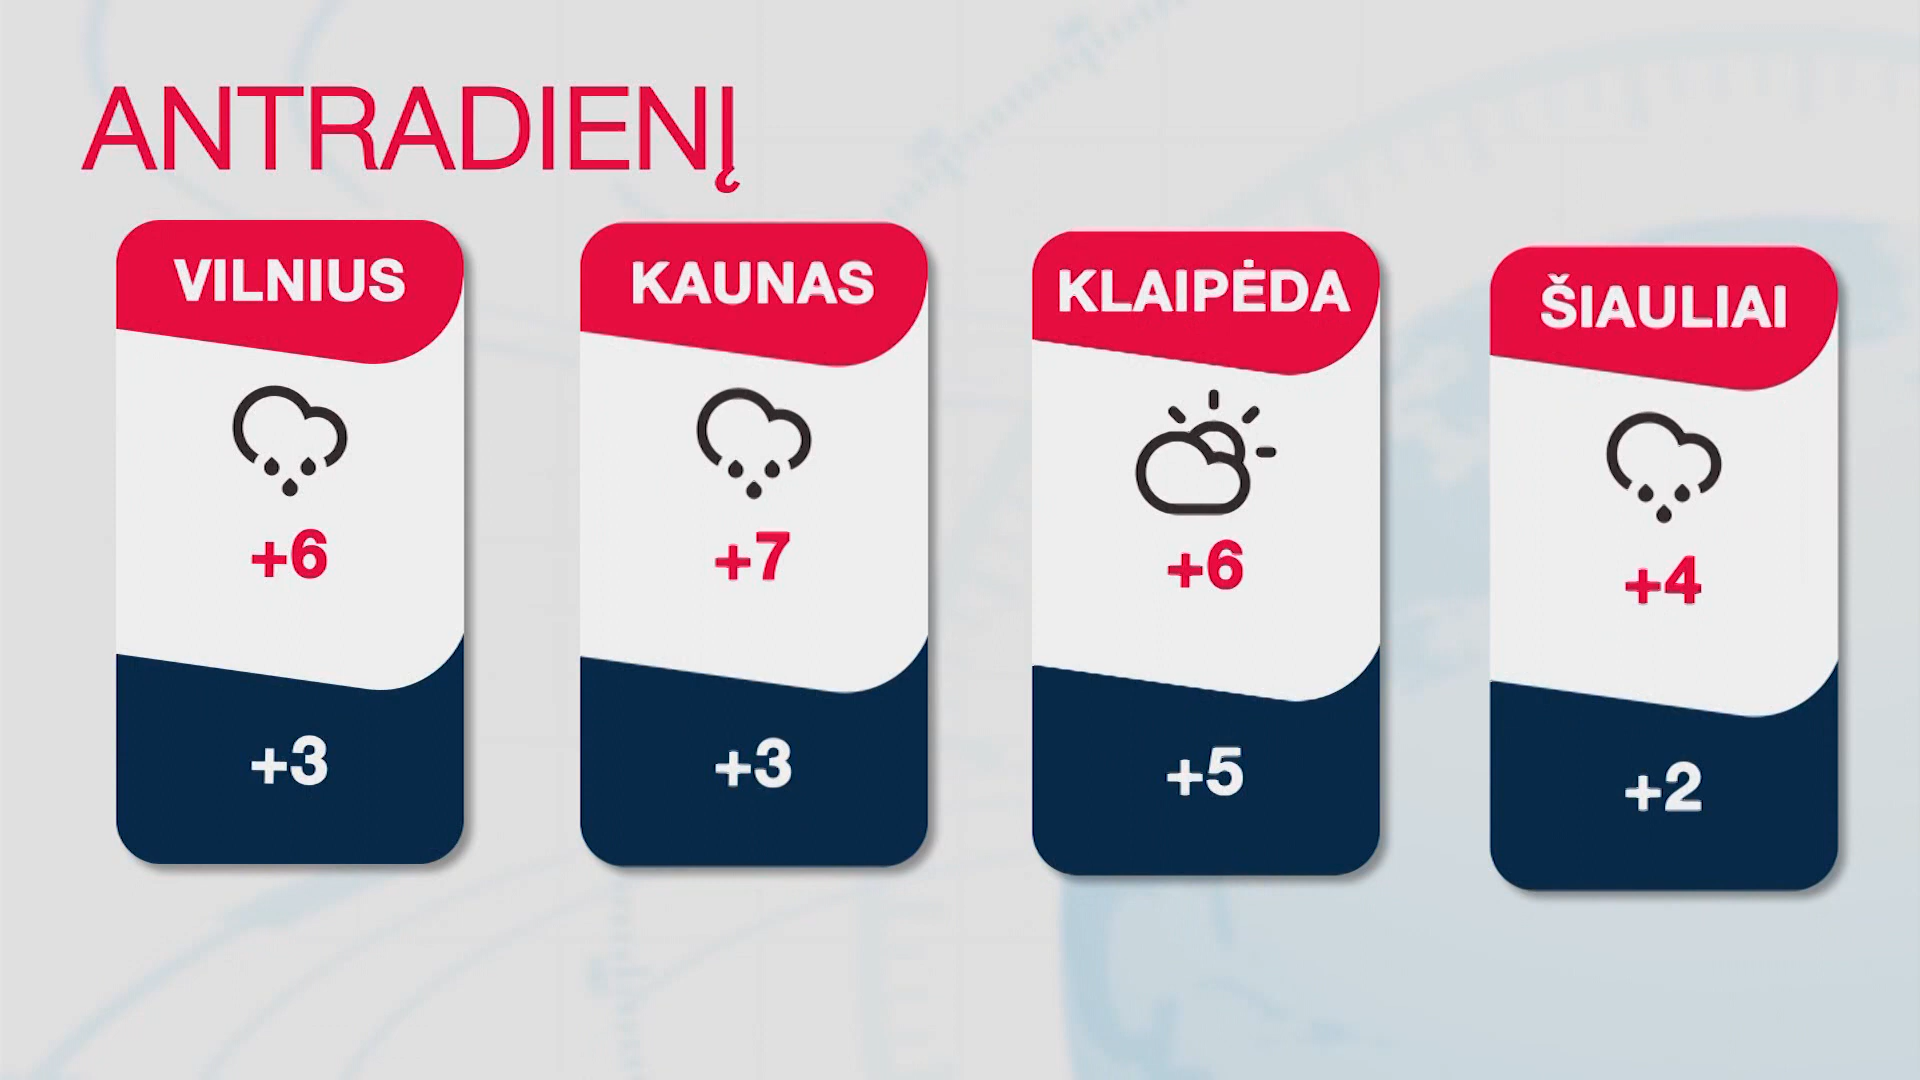 ANTRADIENĮ
VILNIUS
+6
+3
KAUNAS
+7
+3
KLAIPĖDA
+6
+5
ŠIAULIAI
+4
+2